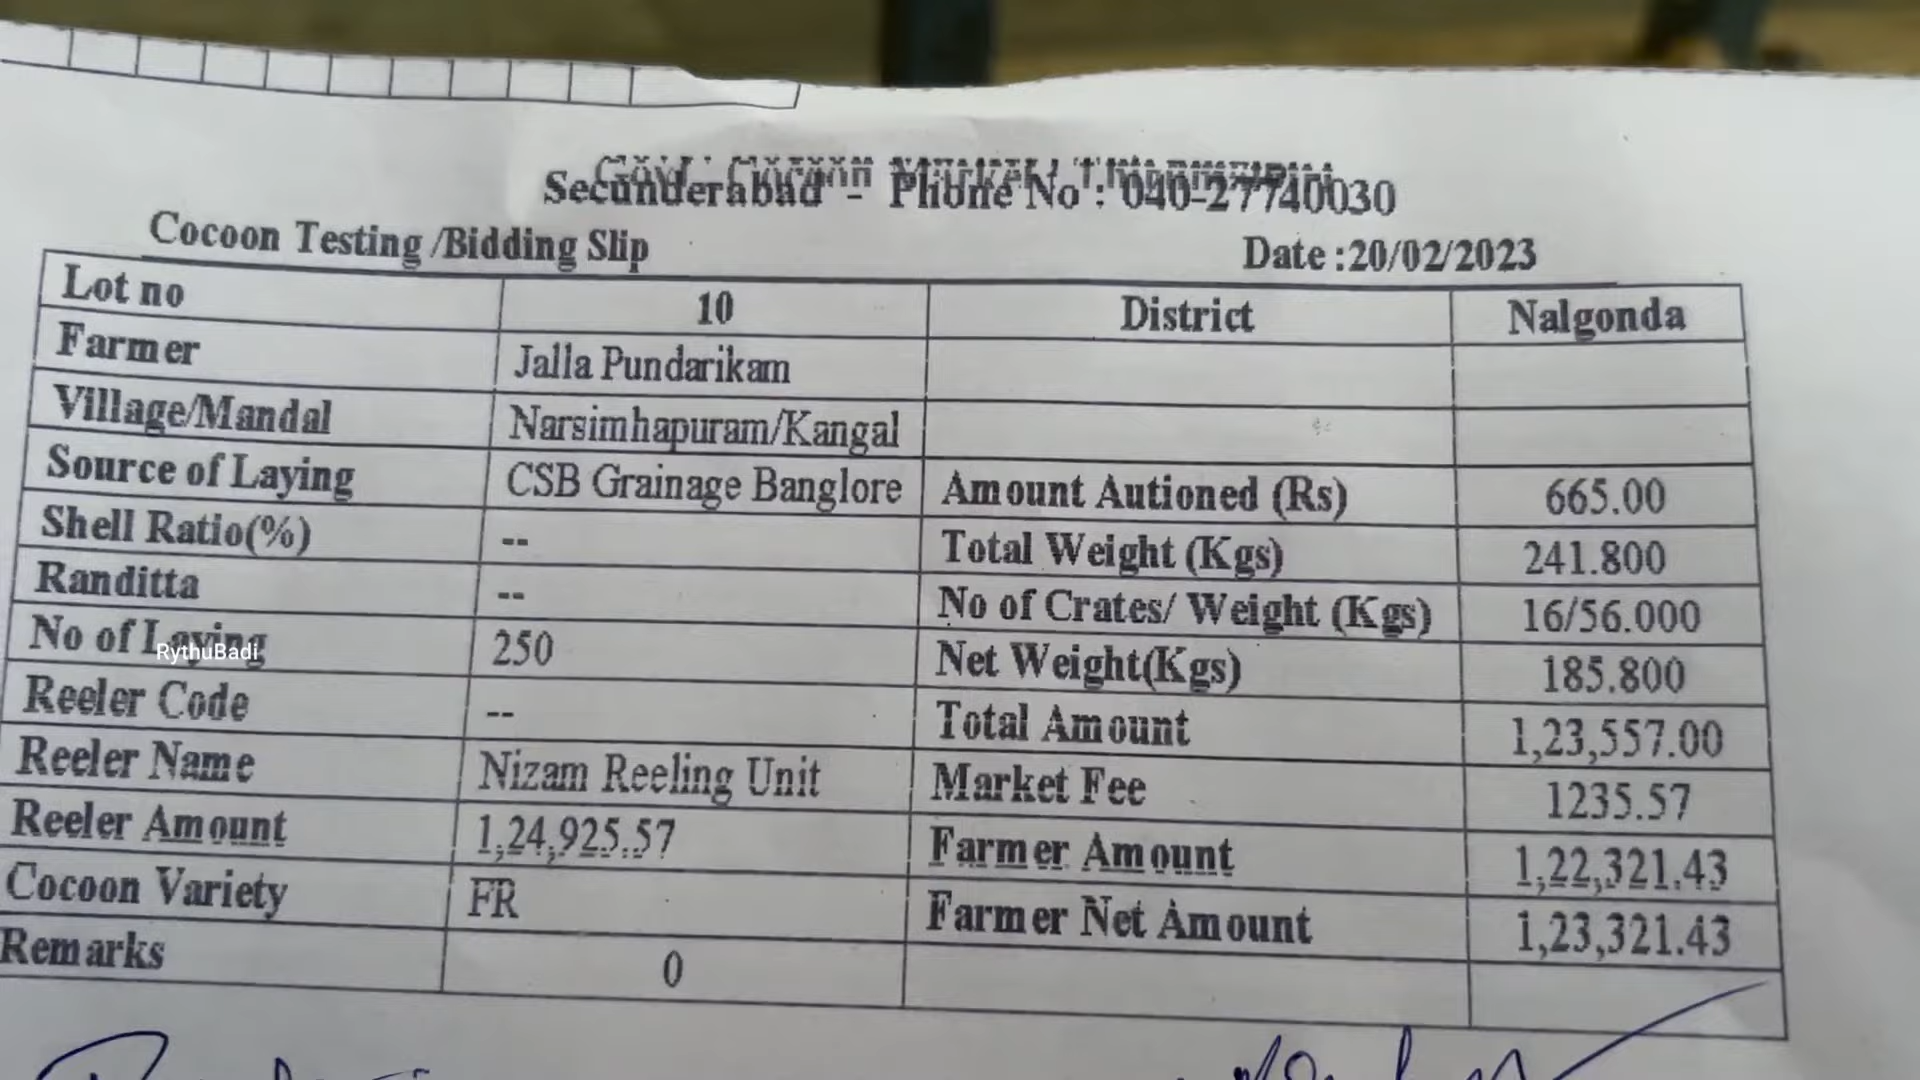 Govt. Cocoon Market, Thirumalagiri
Secunderabad - Phone No : 040-27740030
Cocoon Testing /Bidding Slip Date :20/02/2023
Lot no 10 District Nalgonda
Farmer Jalla Pundarikam
Village/Mandal Narsimhapuram/Kangal
Source of Laying CSB Grainage Banglore Amount Autioned (Rs) 665.00
Shell Ratio(%) -- Total Weight (Kgs) 241.800
Randitta -- No of Crates/ Weight (Kgs) 16/56.000
No of Laying 250 Net Weight(Kgs) 185.800
RythuBadi
Reeler Code -- Total Amount 1,23,557.00
Reeler Name Nizam Reeling Unit Market Fee 1235.57
Reeler Amount 1,24,925.57 Farmer Amount 1,22,321.43
Cocoon Variety FR Farmer Net Amount 1,23,321.43
Remarks 0